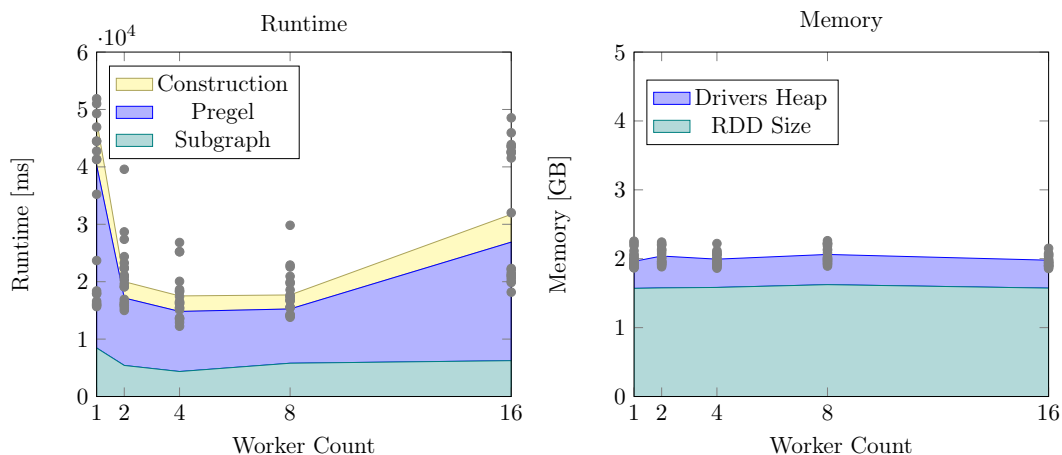 Runtime
·10⁴
6
5
4
3
2
1
0
Runtime [ms]
Construction
Pregel
Subgraph
1 2 4 8 16
Worker Count
Memory
5
4
3
2
1
0
Memory [GB]
Drivers Heap
RDD Size
1 2 4 8 16
Worker Count